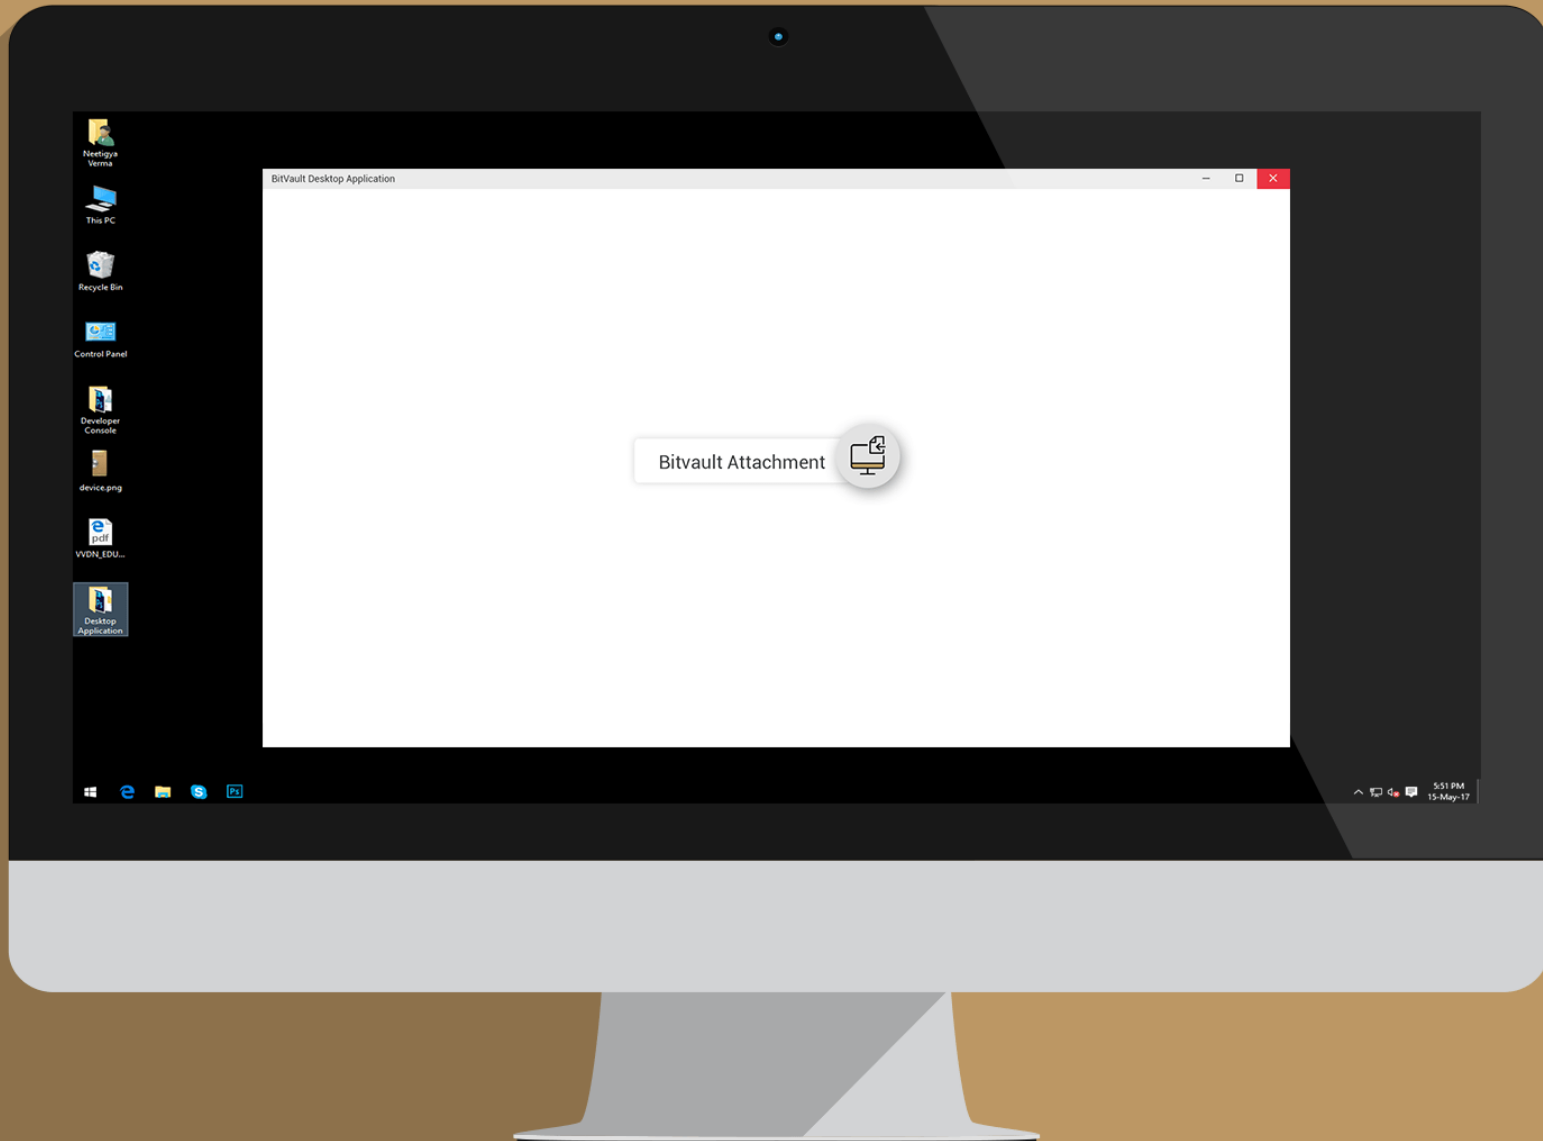 Neetigya
Verma
This PC
Recycle Bin
Control Panel
Developer
Console
device.png
pdf
VVDN_EDU...
Desktop
Application
BitVault Desktop Application
Bitvault Attachment
Ps
5:51 PM
15-May-17